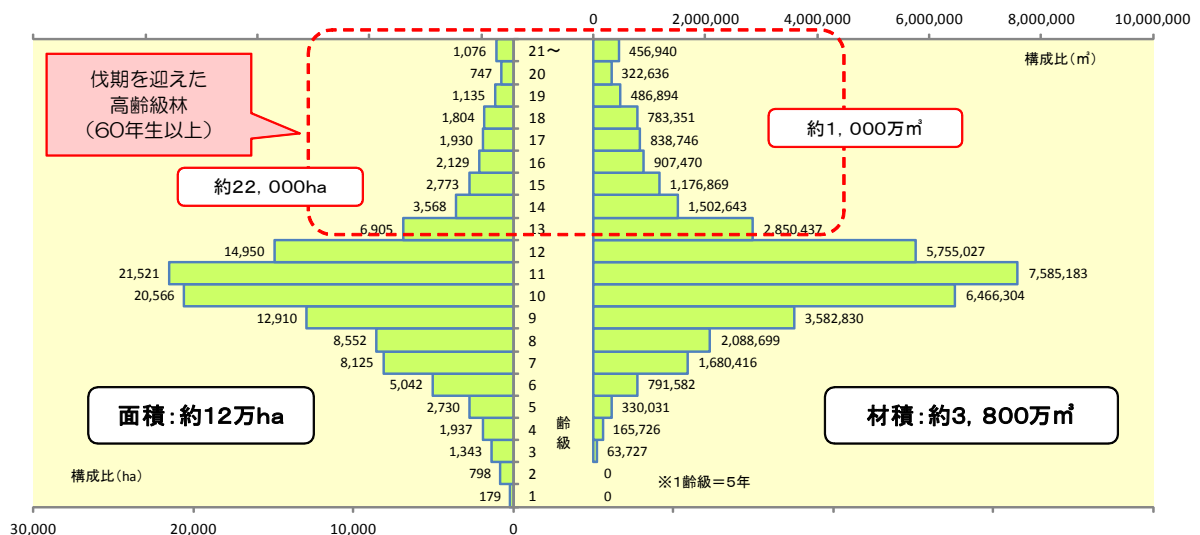 0 2,000,000 4,000,000 6,000,000 8,000,000 10,000,000
1,076 21～ 456,940
構成比(㎥)
747 20 322,636
1,135 19 486,894
1,804 18 783,351
1,930 17 838,746
2,129 16 907,470
2,773 15 1,176,869
3,568 14 1,502,643
6,905 13 2,850,437
14,950 12 5,755,027
21,521 11 7,585,183
20,566 10 6,466,304
12,910 9 3,582,830
8,552 8 2,088,699
8,125 7 1,680,416
5,042 6 791,582
2,730 5 330,031
1,937 4 165,726
1,343 3 63,727
798 2 0
179 1 0
伐期を迎えた
高齢級林
（60年生以上）
約22，000ha
約1，000万㎥
面積：約12万ha
材積：約3，800万㎥
齢級
構成比(ha)
※1齢級＝5年
30,000 20,000 10,000 0